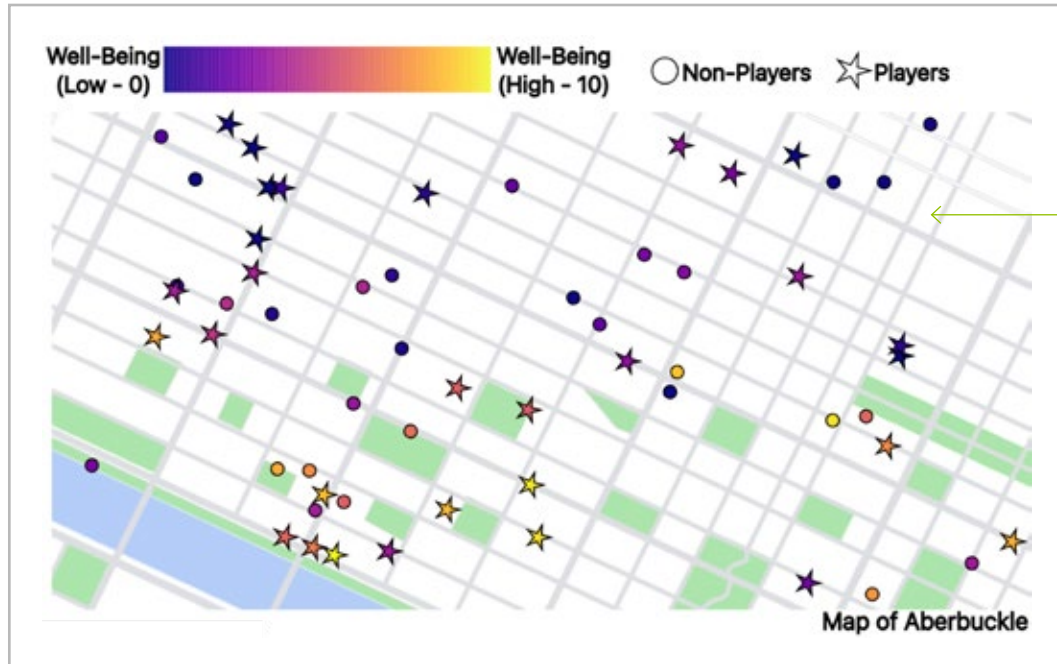 Well-Being
(Low - 0)
Well-Being
(High - 10)
Non-Players
Players
Map of Aberbuckle